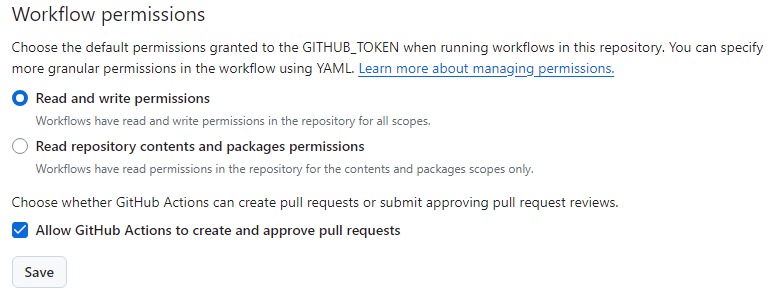 Workflow permissions
Choose the default permissions granted to the GITHUB_TOKEN when running workflows in this repository. You can specify
more granular permissions in the workflow using YAML. Learn more about managing permissions.
Read and write permissions
Workflows have read and write permissions in the repository for all scopes.
Read repository contents and packages permissions
Workflows have read permissions in the repository for the contents and packages scopes only.
Choose whether GitHub Actions can create pull requests or submit approving pull request reviews.
Allow GitHub Actions to create and approve pull requests
Save